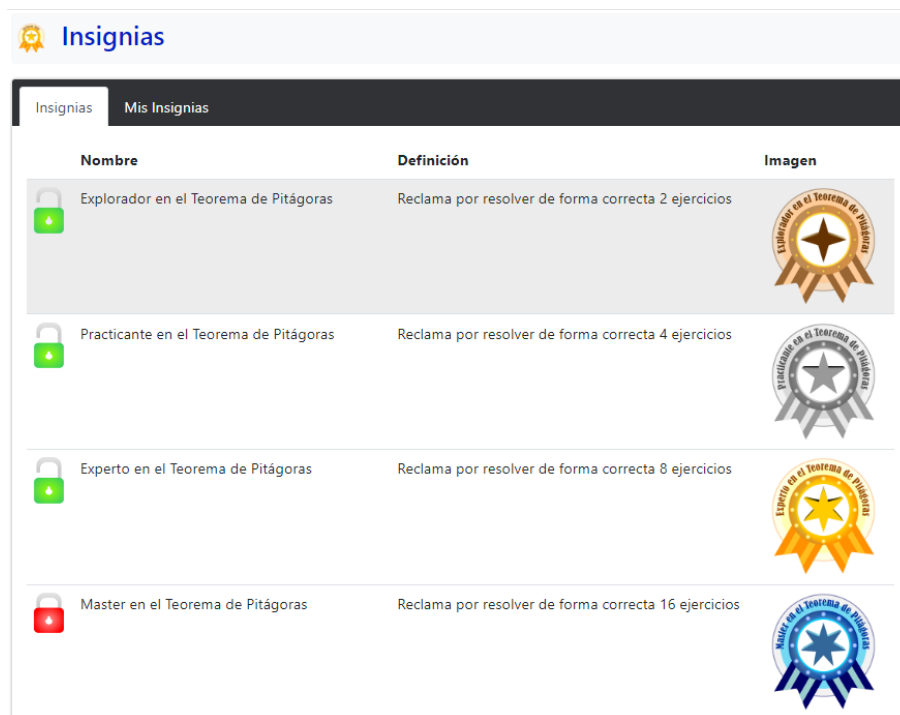 Insignias
Insignias Mis Insignias
Nombre Definición Imagen
Explorador en el Teorema de Pitágoras Reclama por resolver de forma correcta 2 ejercicios
Explorador en el Teorema de Pitágoras
Practicante en el Teorema de Pitágoras Reclama por resolver de forma correcta 4 ejercicios
Practicante en el Teorema de Pitágoras
Experto en el Teorema de Pitágoras Reclama por resolver de forma correcta 8 ejercicios
Experto en el Teorema de Pitágoras
Master en el Teorema de Pitágoras Reclama por resolver de forma correcta 16 ejercicios
Master en el Teorema de Pitágoras